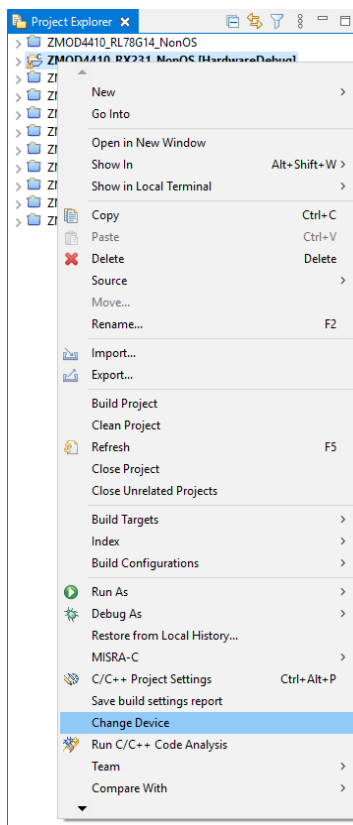 Project Explorer
ZMOD4410_RL78G14_NonOS
ZMOD4410_RX231_NonOS [HardwareDebug]
New
Go Into
Open in New Window
Show In Alt+Shift+W
Show in Local Terminal
Copy Ctrl+C
Paste Ctrl+V
Delete Delete
Source
Move...
Rename... F2
Import...
Export...
Build Project
Clean Project
Refresh F5
Close Project
Close Unrelated Projects
Build Targets
Index
Build Configurations
Run As
Debug As
Restore from Local History...
MISRA-C
C/C++ Project Settings Ctrl+Alt+P
Save build settings report
Change Device
Run C/C++ Code Analysis
Team
Compare With